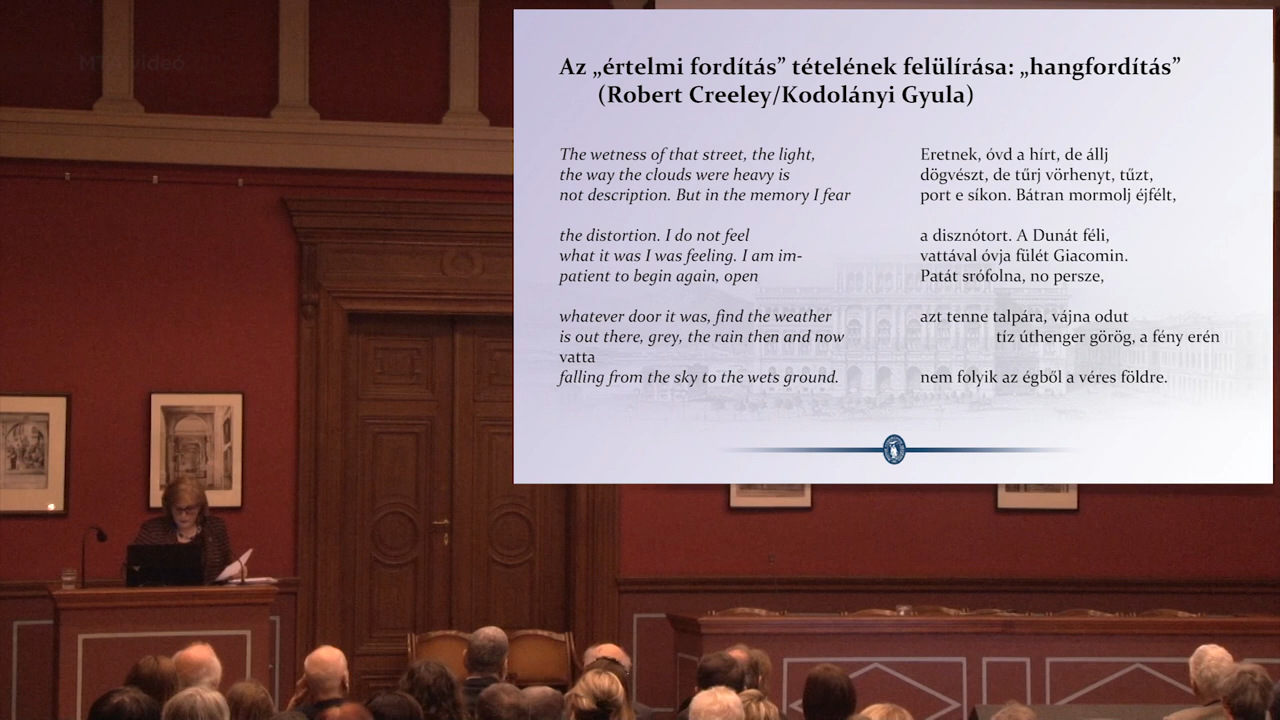 MTA videó
Az „értelmi fordítás” tételének felülírása: „hangfordítás”
(Robert Creeley/Kodolányi Gyula)
The wetness of that street, the light,
the way the clouds were heavy is
not description. But in the memory I fear
the distortion. I do not feel
what it was I was feeling. I am im-
patient to begin again, open
whatever door it was, find the weather
is out there, grey, the rain then and now
vatta
falling from the sky to the wets ground.
Eretnek, óvd a hírt, de állj
dögvészt, de tűrj vörhenyt, tűzt,
port e síkon. Bátran mormolj éjfélt,
a disznótort. A Dunát féli,
vattával óvja fülét Giacomin.
Patát srófolna, no persze,
azt tenne talpára, vájna odut
tíz úthenger görög, a fény erén
nem folyik az égből a véres földre.